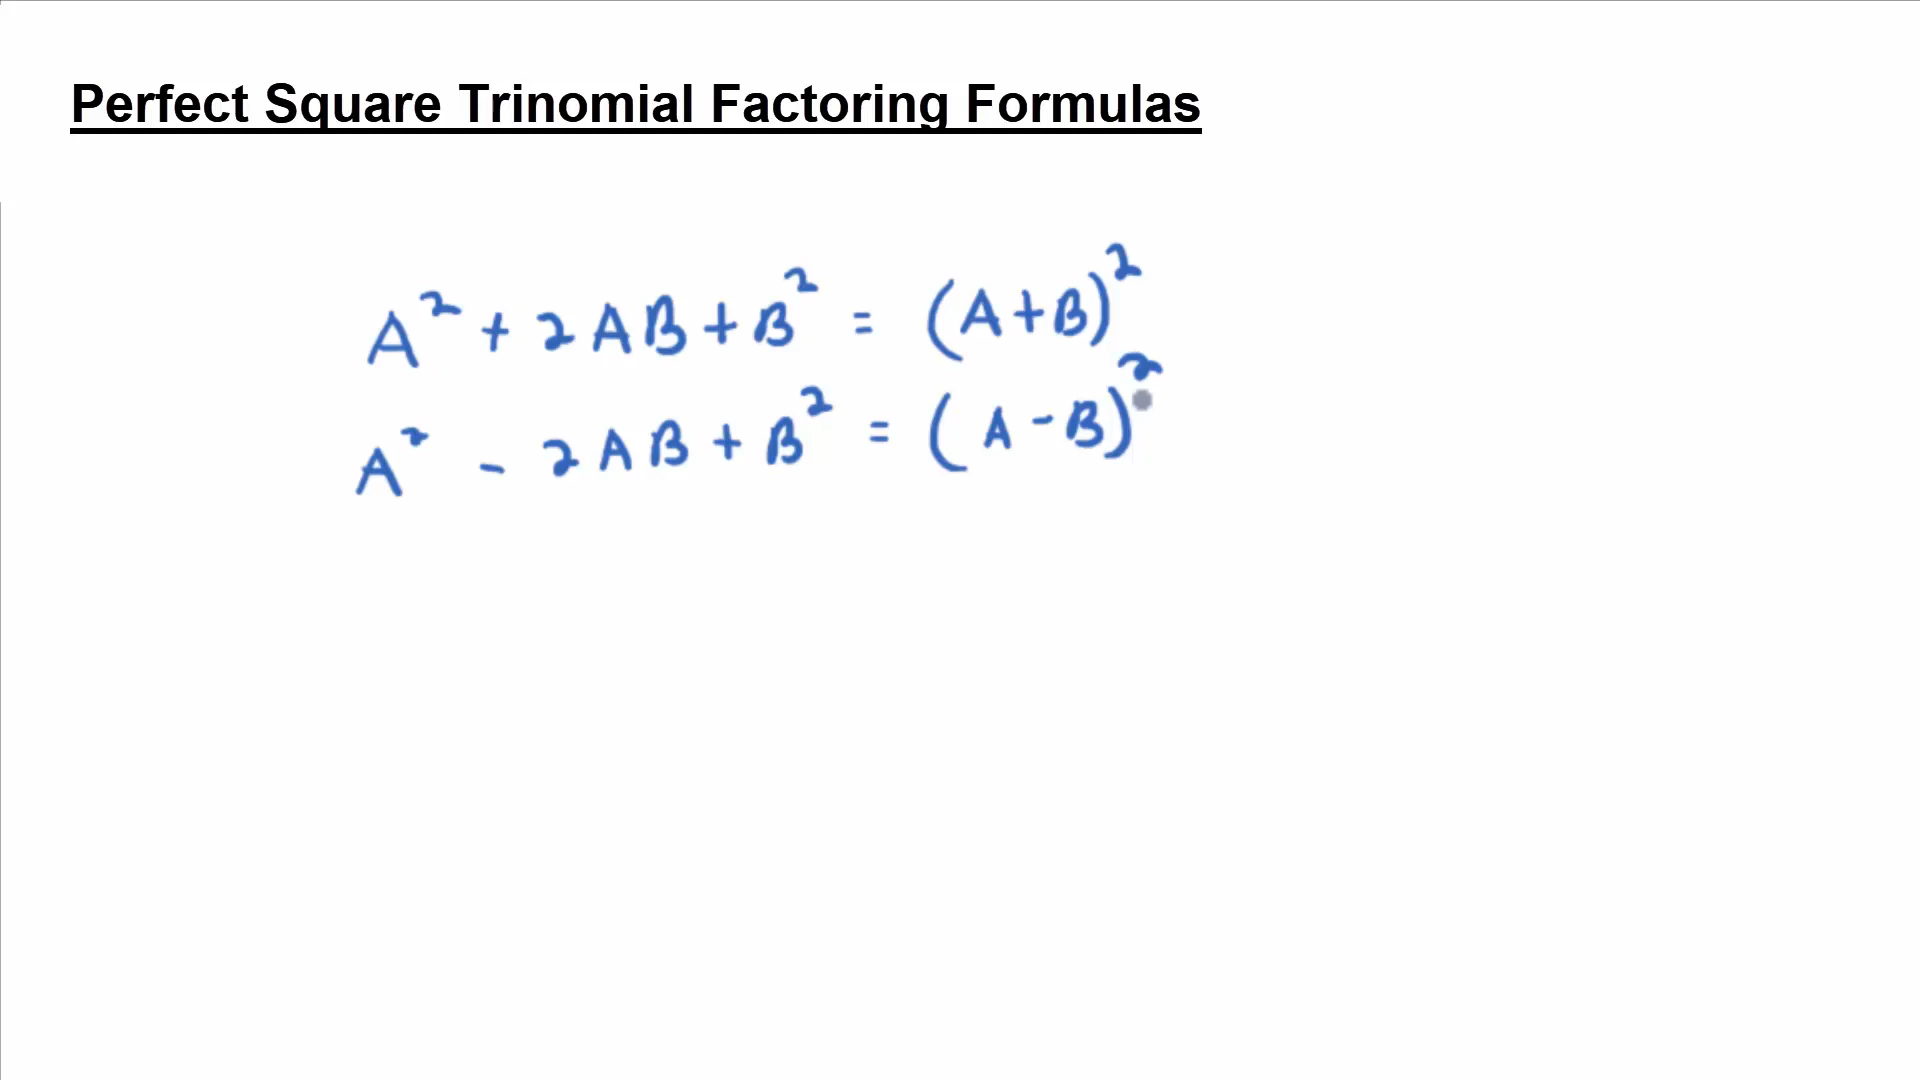 Perfect Square Trinomial Factoring Formulas
A² + 2AB + B² = (A+B)²
A² - 2AB + B² = (A-B)²